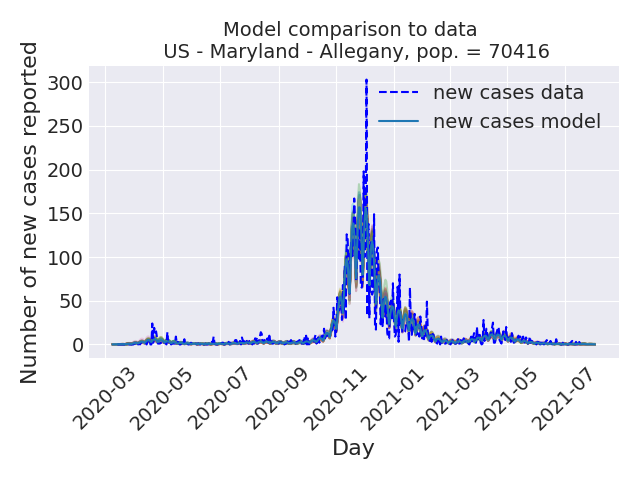 Model comparison to data
US - Maryland - Allegany, pop. = 70416
Number of new cases reported
300
250
200
150
100
50
0
new cases data
new cases model
2020-03
2020-05
2020-07
2020-09
2020-11
2021-01
2021-03
2021-05
2021-07
Day